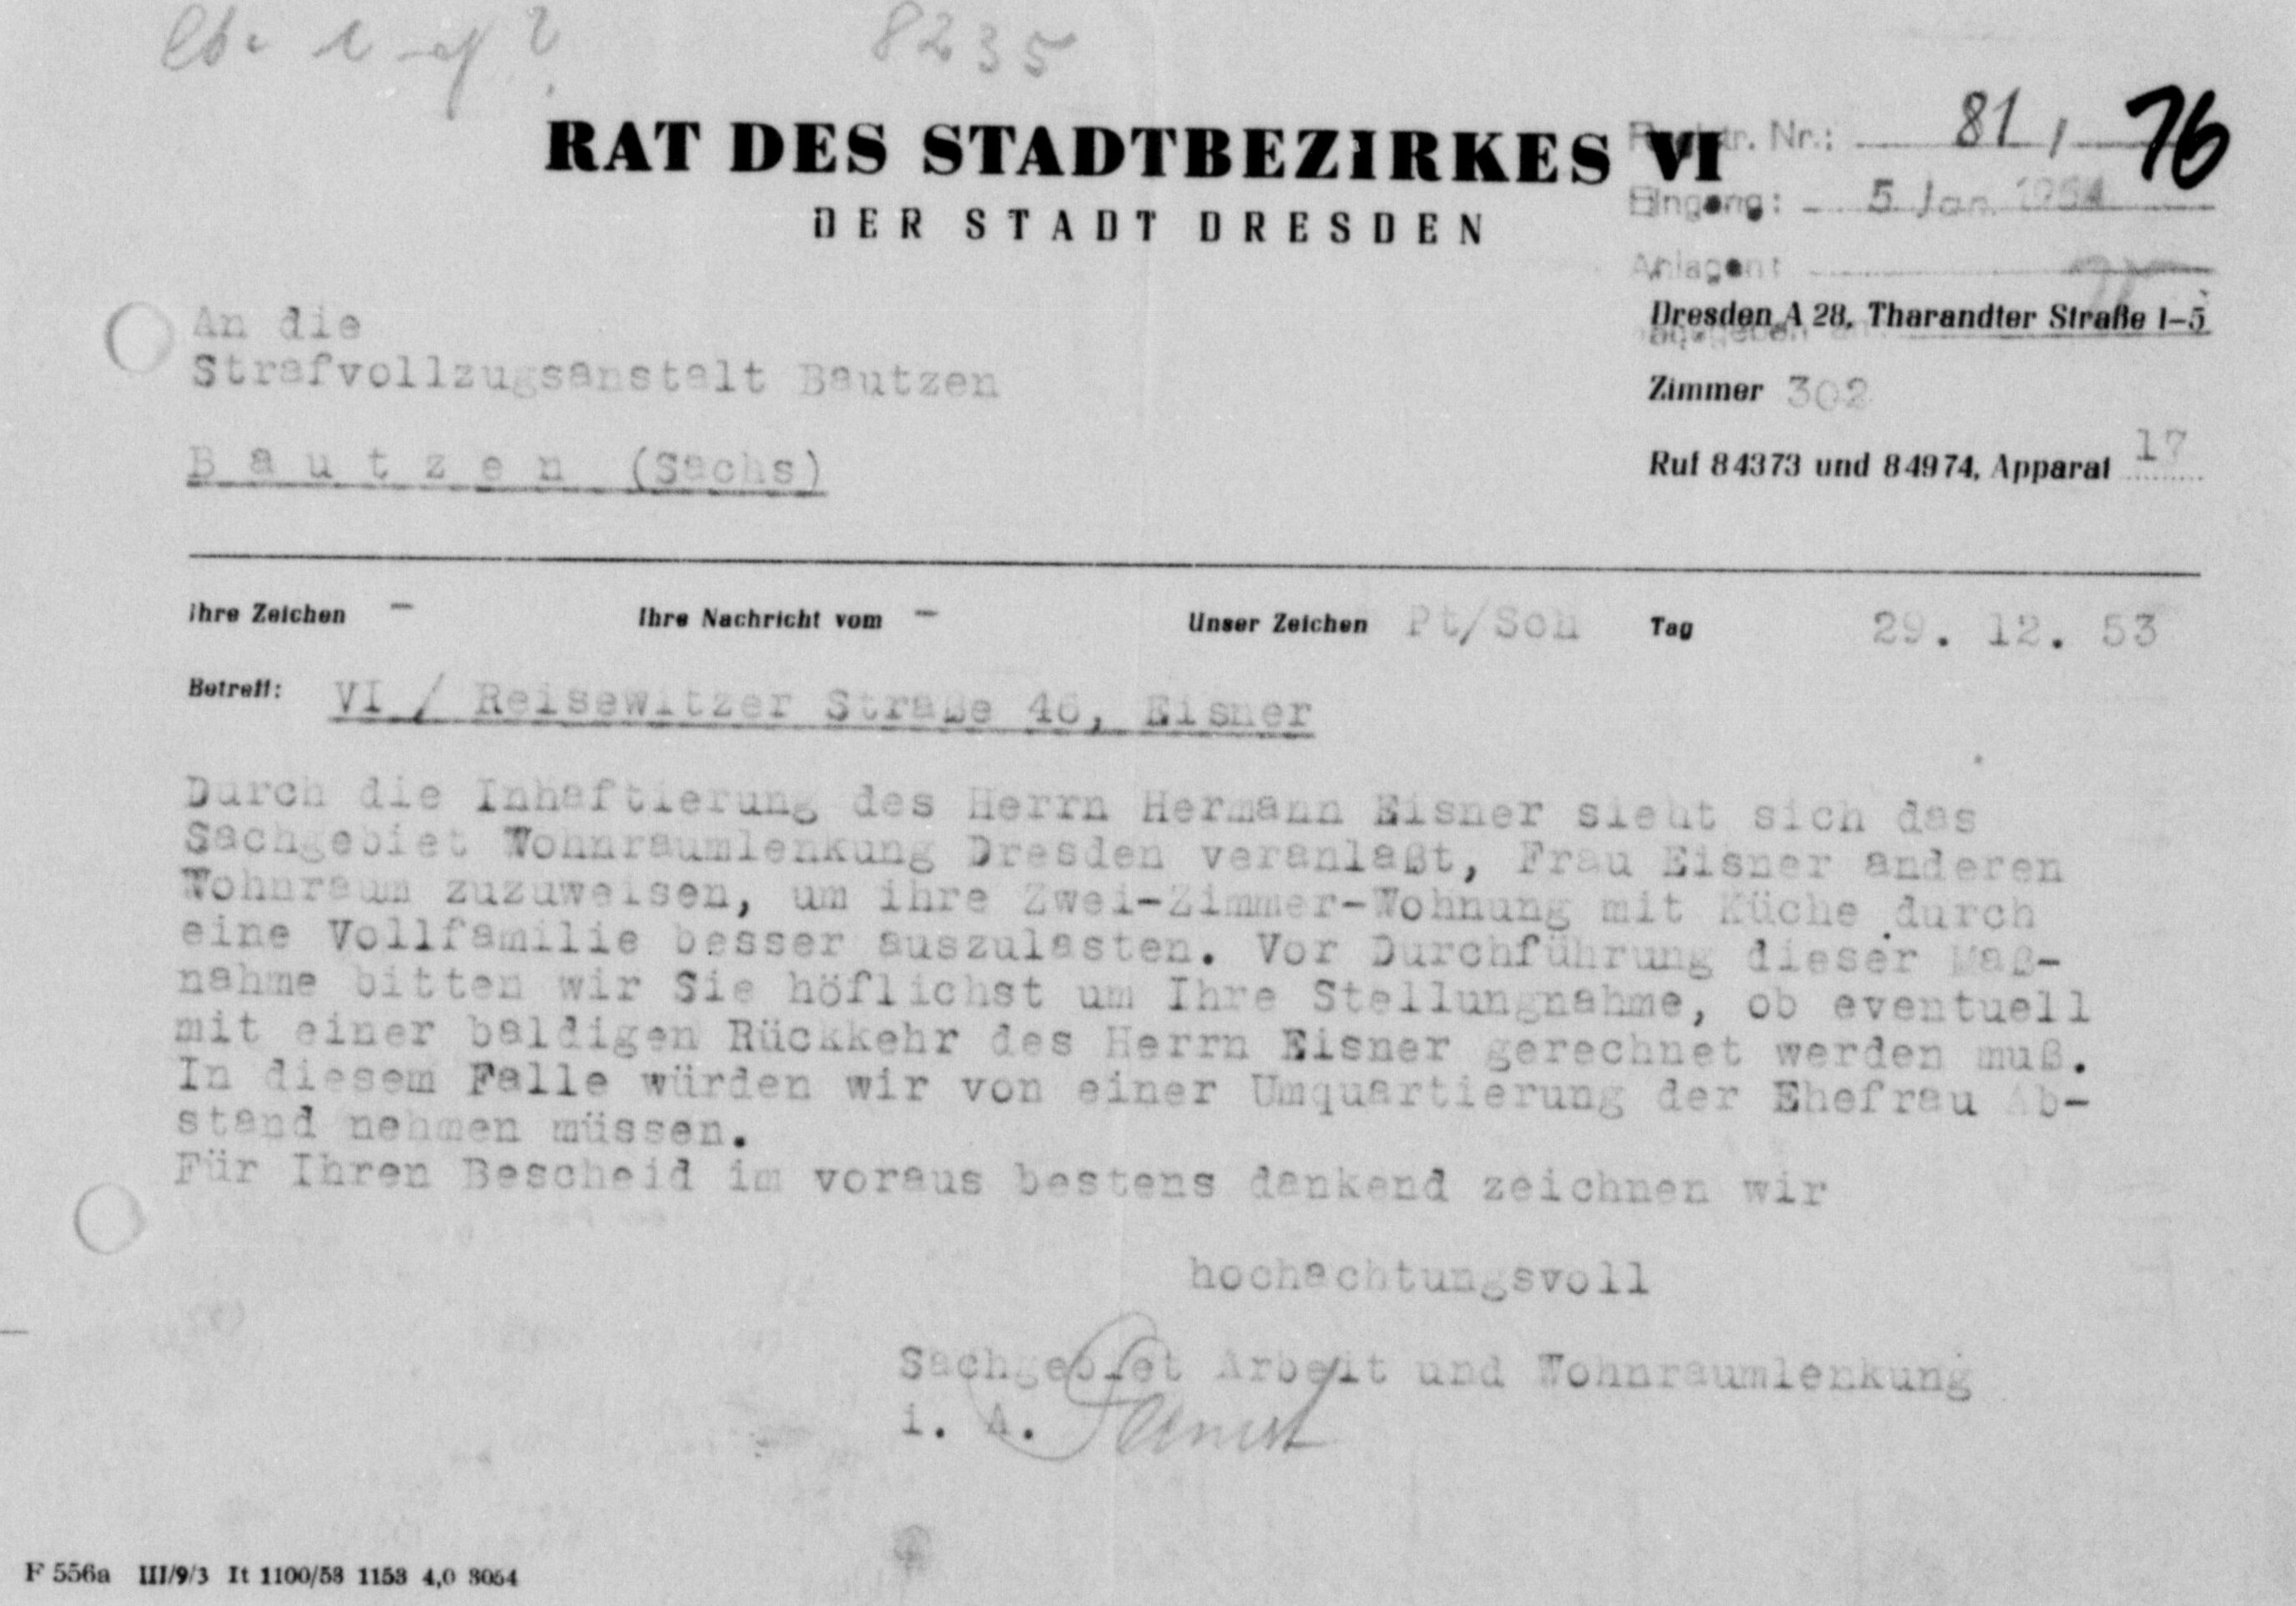 8235
RAT DES STADTBEZIRKES VI
DER STADT DRESDEN
Nr.: 81, 76
Eingang: 5. Jan. 1954
Anlagen:
Dresden A 28, Tharandter Straße 1-5
Zimmer 302
Ruf 84373 und 84974, Apparat 17
An die
Strafvollzugsanstalt Bautzen
Bautzen (Sachs)
Ihre Zeichen - Ihre Nachricht vom - Unser Zeichen Pt/Sch Tag 29. 12. 53
Betreff: VI / Reisewitzer Straße 46, Eisner
Durch die Inhaftierung des Herrn Hermann Eisner sieht sich das
Sachgebiet Wohnraumlenkung Dresden veranlaßt, Frau Eisner anderen
Wohnraum zuzuweisen, um ihre Zwei-Zimmer-Wohnung mit Küche durch
eine Vollfamilie besser auszulasten. Vor Durchführung dieser Maß-
nahme bitten wir Sie höflichst um Ihre Stellungnahme, ob eventuell
mit einer baldigen Rückkehr des Herrn Eisner gerechnet werden muß.
In diesem Falle würden wir von einer Umquartierung der Ehefrau Ab-
stand nehmen müssen.
Für Ihren Bescheid im voraus bestens dankend zeichnen wir
hochachtungsvoll
Sachgebiet Arbeit und Wohnraumlenkung
i. A.
F 556a III/9/3 It 1100/53 1153 4,0 3054